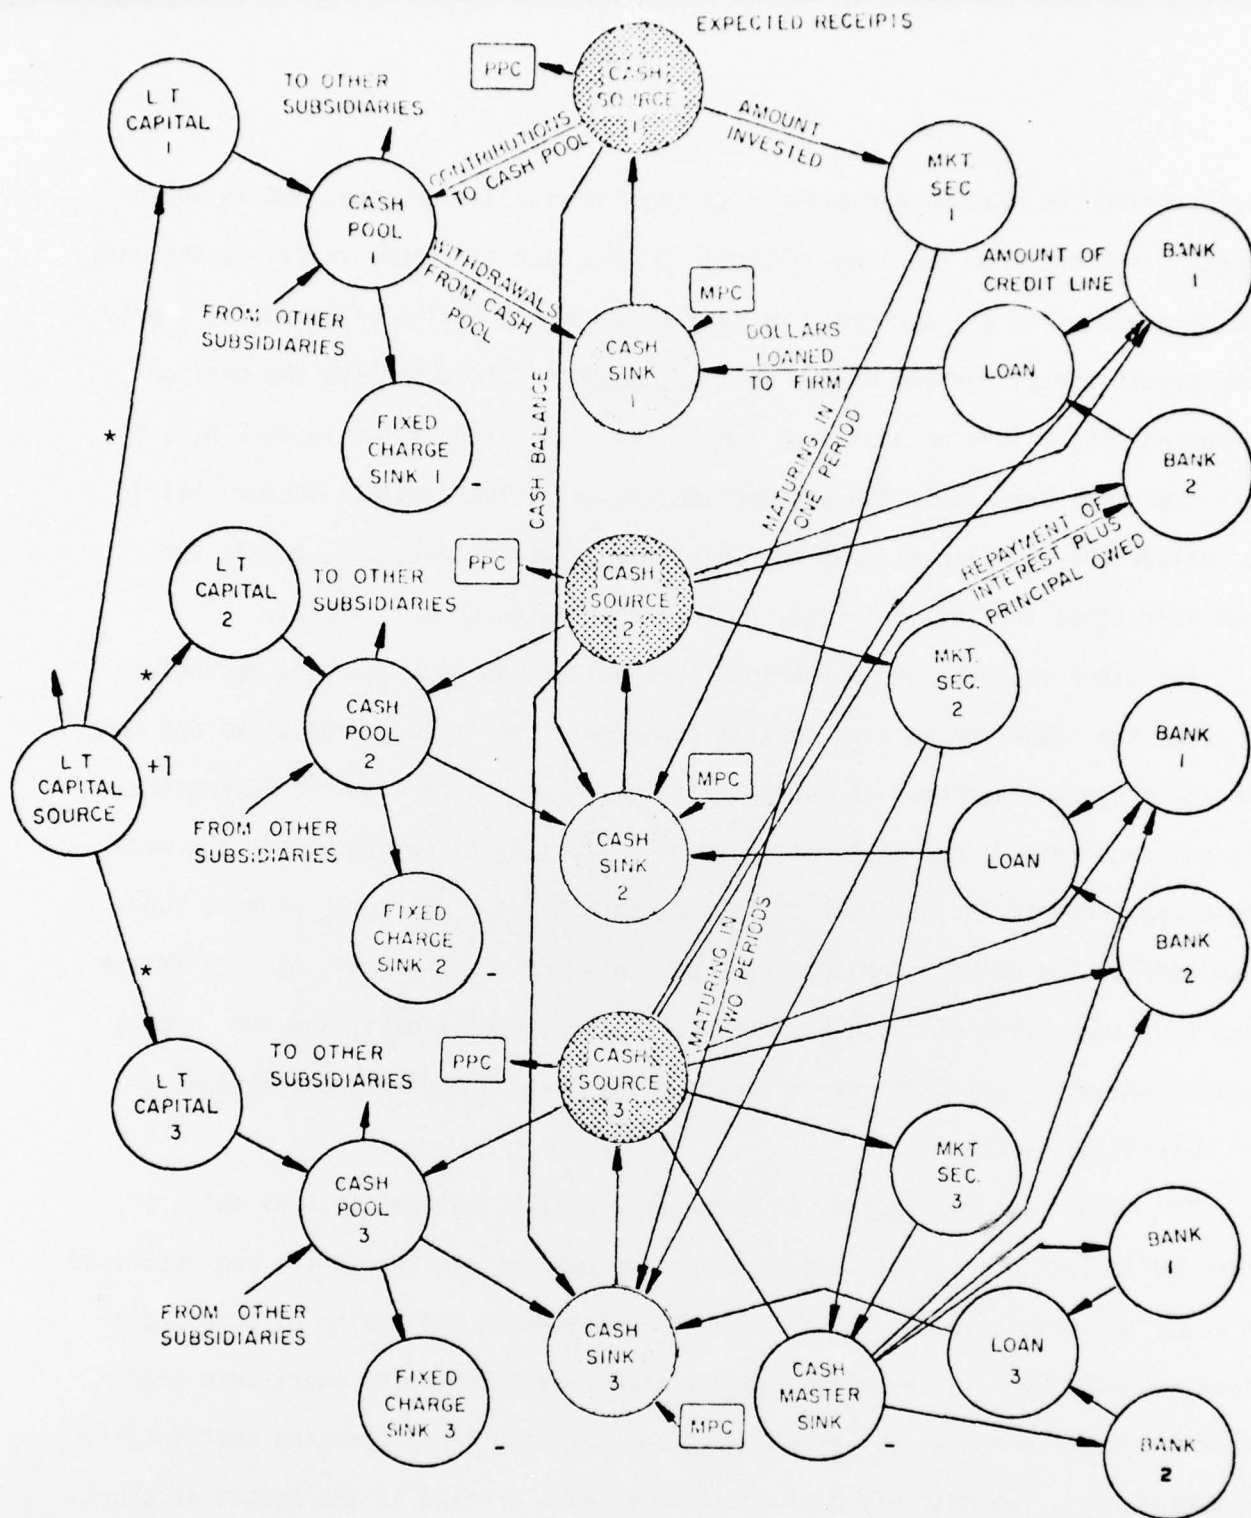 EXPECTED RECEIPTS
PPC
CASH
SOURCE
1
TO OTHER
SUBSIDIARIES
L T
CAPITAL
1
AMOUNT
INVESTED
CONTRIBUTIONS
TO CASH POOL
MKT.
SEC
1
CASH
POOL
1
WITHDRAWALS
FROM CASH
POOL
AMOUNT OF
CREDIT LINE
BANK
1
MPC
FROM OTHER
SUBSIDIARIES
CASH
SINK
1
DOLLARS
LOANED
TO FIRM
LOAN
FIXED
CHARGE
SINK 1
-
*
CASH BALANCE
MATURING IN
ONE PERIOD
BANK
2
REPAYMENT OF
INTEREST PLUS
PRINCIPAL OWED
PPC
CASH
SOURCE
2
L T
CAPITAL
2
TO OTHER
SUBSIDIARIES
MKT.
SEC.
2
*
CASH
POOL
2
L T
CAPITAL
SOURCE
+1
BANK
1
MPC
FROM OTHER
SUBSIDIARIES
CASH
SINK
2
LOAN
FIXED
CHARGE
SINK 2
-
BANK
2
*
MATURING IN
TWO PERIODS
PPC
CASH
SOURCE
3
TO OTHER
SUBSIDIARIES
L T
CAPITAL
3
MKT
SEC.
3
CASH
POOL
3
BANK
1
FROM OTHER
SUBSIDIARIES
CASH
SINK
3
LOAN
3
FIXED
CHARGE
SINK 3
-
MPC
CASH
MASTER
SINK
-
BANK
2